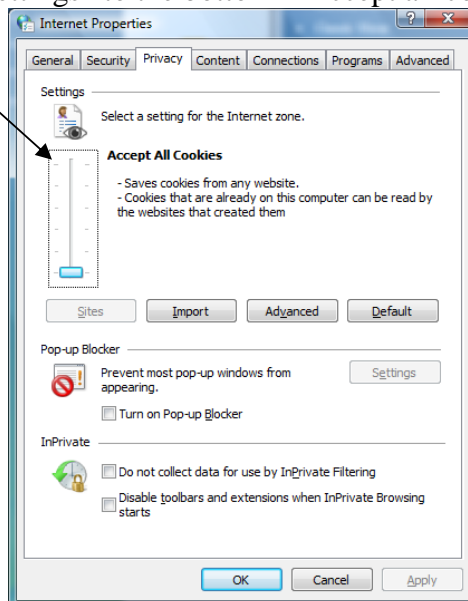 Internet Properties
General Security Privacy Content Connections Programs Advanced
Settings
Select a setting for the Internet zone.
Accept All Cookies
- Saves cookies from any website.
- Cookies that are already on this computer can be read by
the websites that created them
Sites Import Advanced Default
Pop-up Blocker
Prevent most pop-up windows from
appearing.
Settings
Turn on Pop-up Blocker
InPrivate
Do not collect data for use by InPrivate Filtering
Disable toolbars and extensions when InPrivate Browsing
starts
OK Cancel Apply